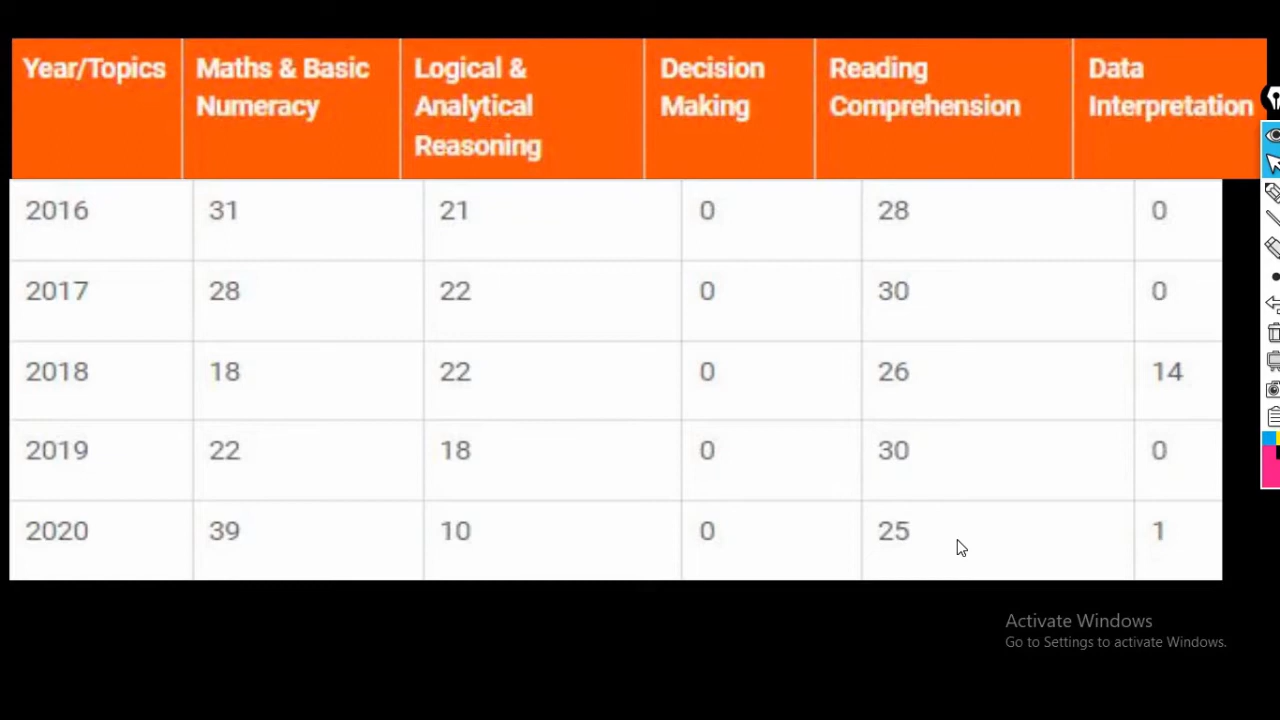 Year/Topics Maths & Basic Logical & Decision Reading Data
Numeracy Analytical Making Comprehension Interpretation
Reasoning
2016 31 21 0 28 0
2017 28 22 0 30 0
2018 18 22 0 26 14
2019 22 18 0 30 0
2020 39 10 0 25 1
Activate Windows
Go to Settings to activate Windows.